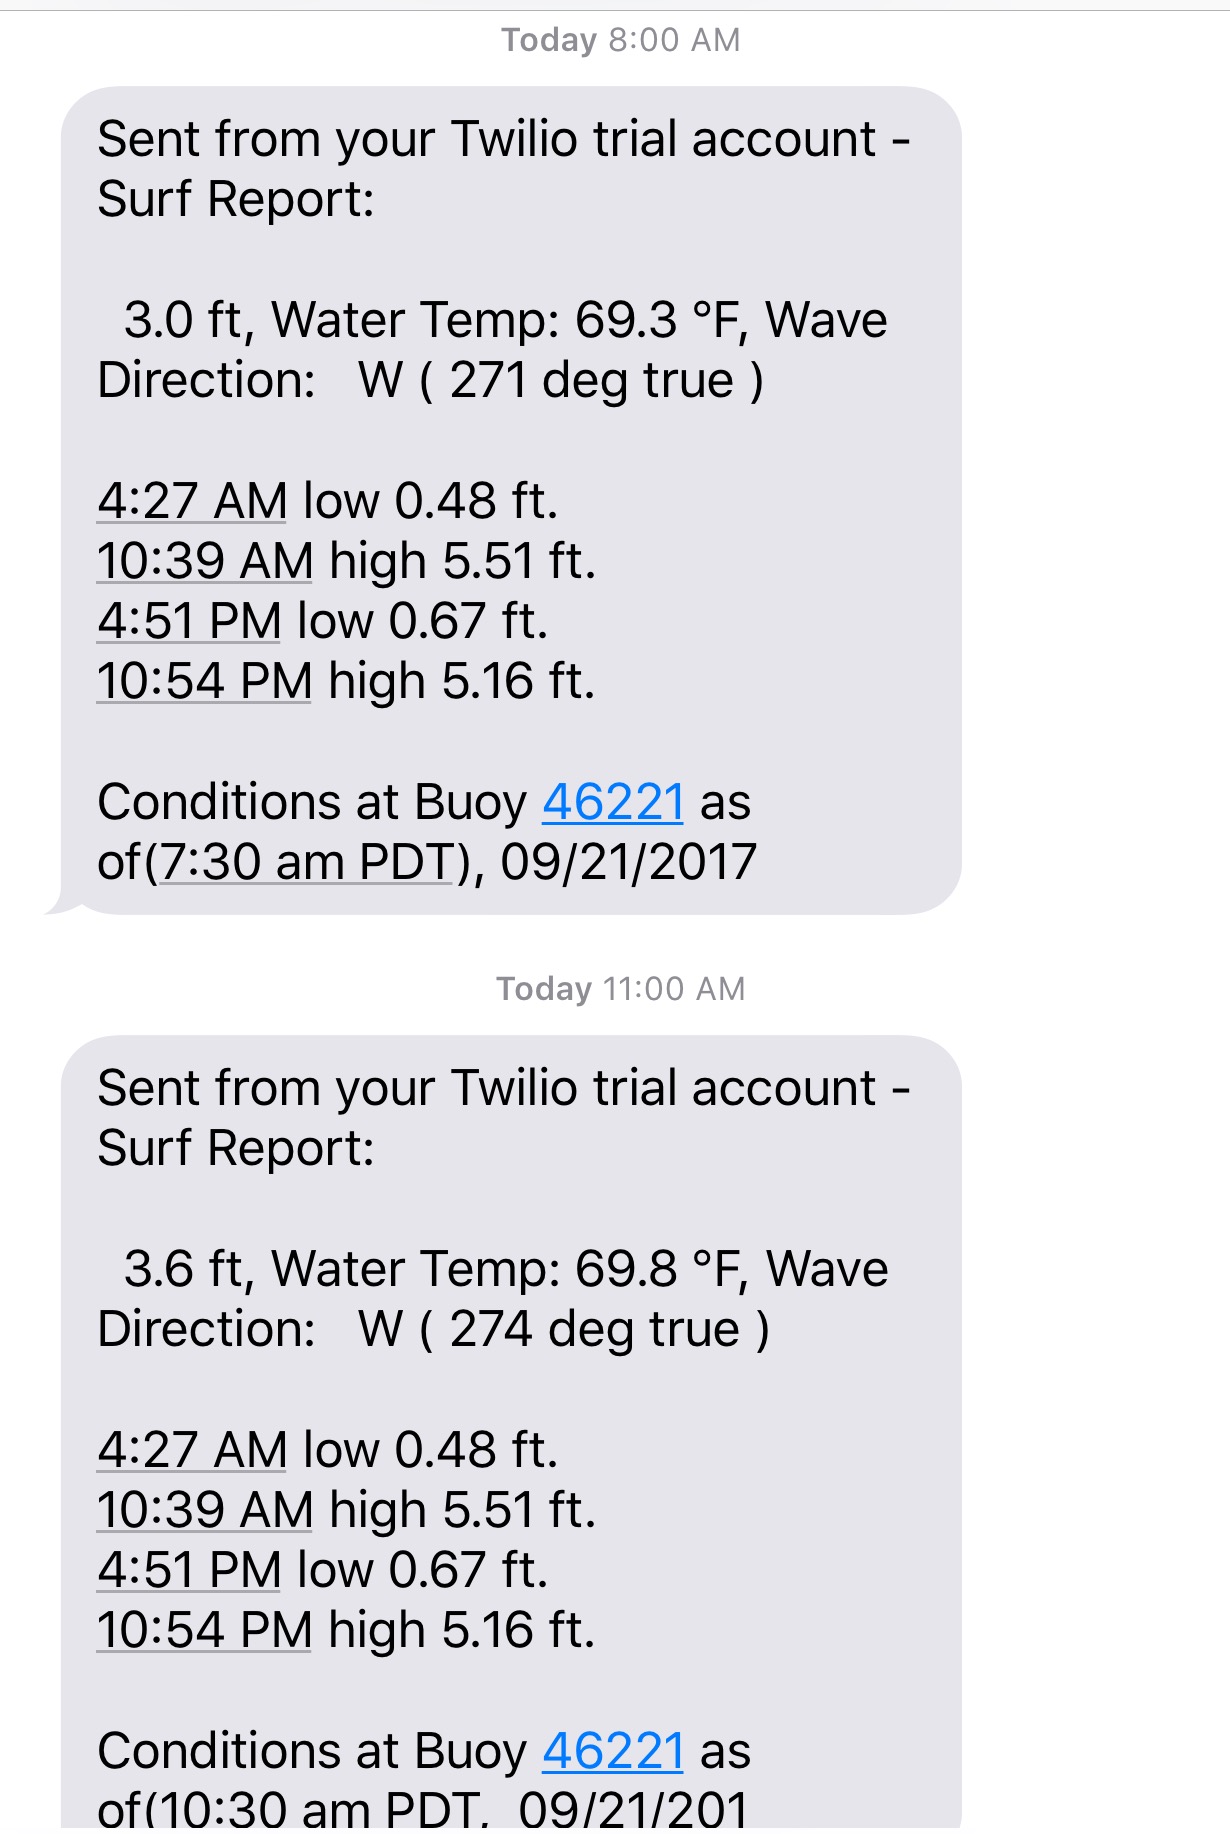 Today 8:00 AM
Sent from your Twilio trial account -
Surf Report:
3.0 ft, Water Temp: 69.3 °F, Wave
Direction:   W ( 271 deg true )
4:27 AM low 0.48 ft.
10:39 AM high 5.51 ft.
4:51 PM low 0.67 ft.
10:54 PM high 5.16 ft.
Conditions at Buoy 46221 as
of(7:30 am PDT), 09/21/2017
Today 11:00 AM
Sent from your Twilio trial account -
Surf Report:
3.6 ft, Water Temp: 69.8 °F, Wave
Direction:   W ( 274 deg true )
4:27 AM low 0.48 ft.
10:39 AM high 5.51 ft.
4:51 PM low 0.67 ft.
10:54 PM high 5.16 ft.
Conditions at Buoy 46221 as
of(10:30 am PDT,  09/21/201